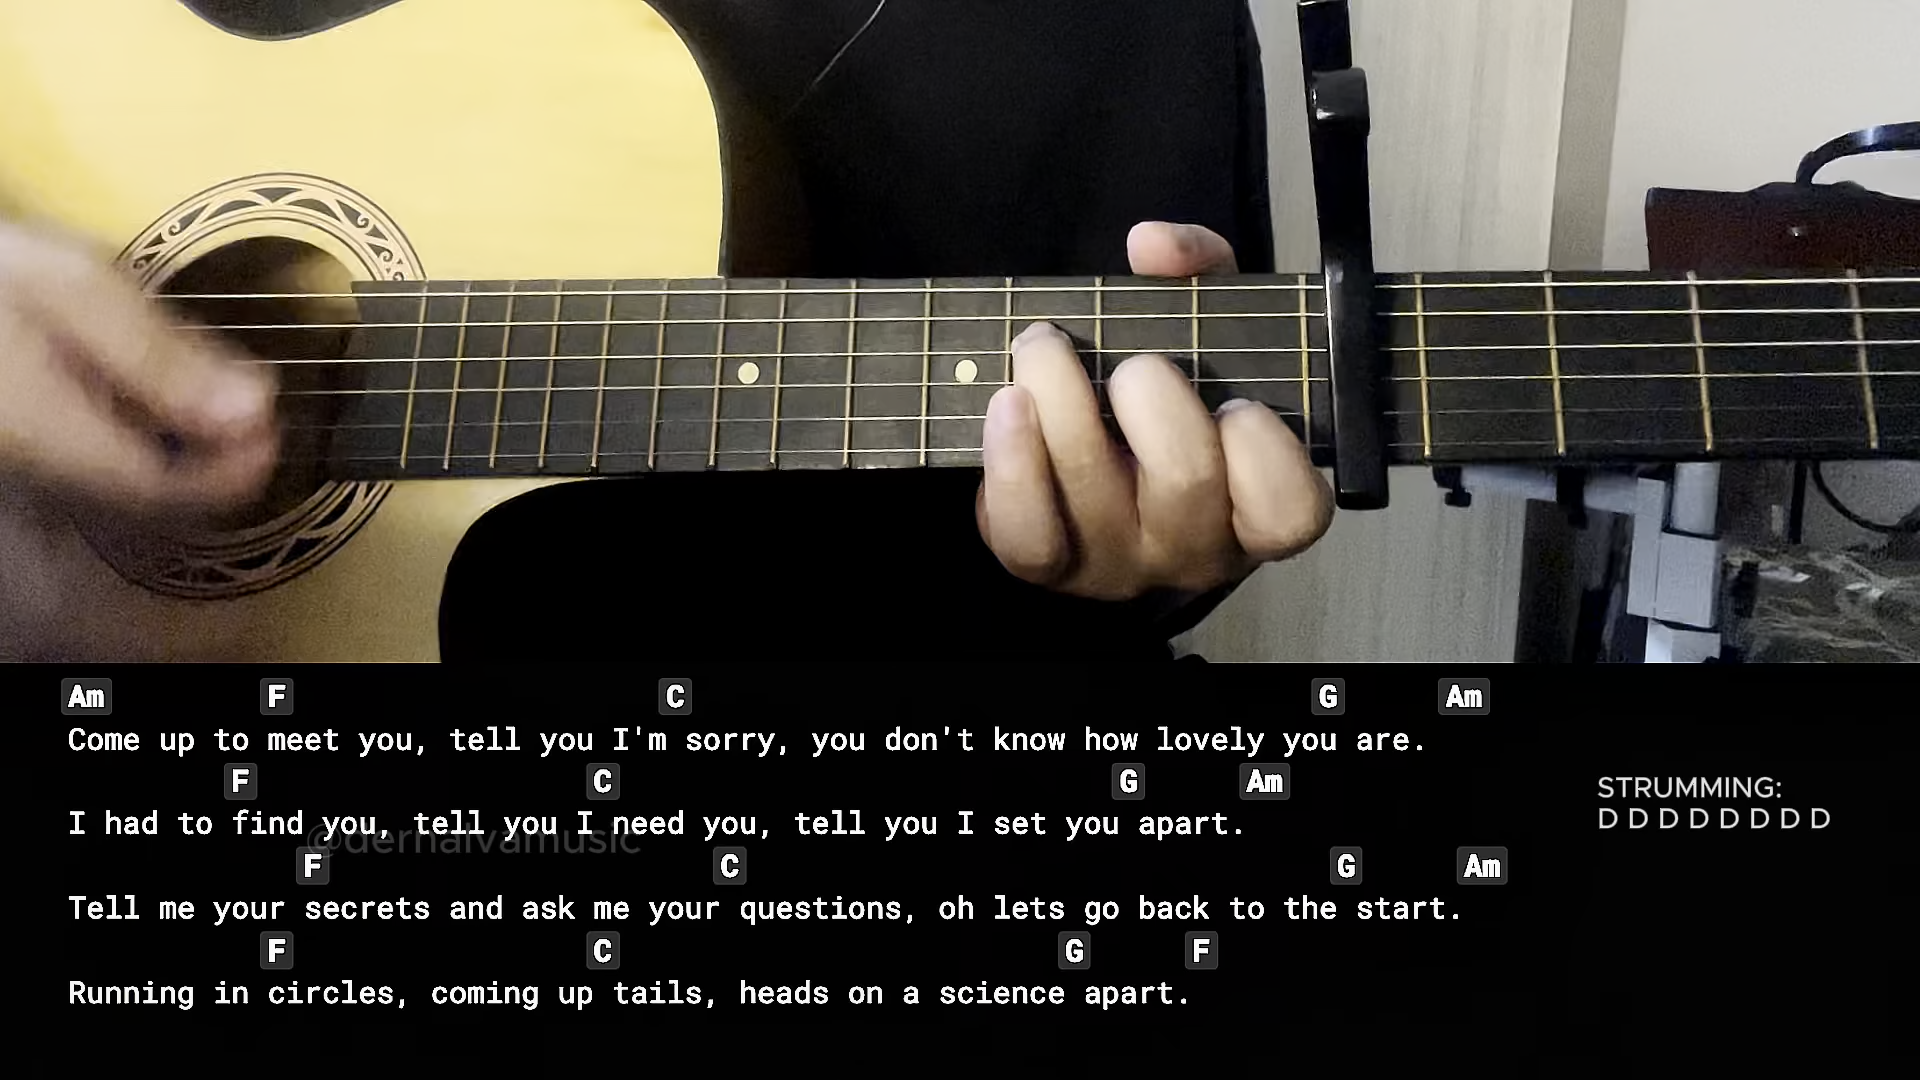 Am F C G Am
Come up to meet you, tell you I'm sorry, you don't know how lovely you are.
F C G Am
I had to find you, tell you I need you, tell you I set you apart.
@dernalvamusic
F C G Am
Tell me your secrets and ask me your questions, oh lets go back to the start.
F C G F
Running in circles, coming up tails, heads on a science apart.
STRUMMING:
D D D D D D D D